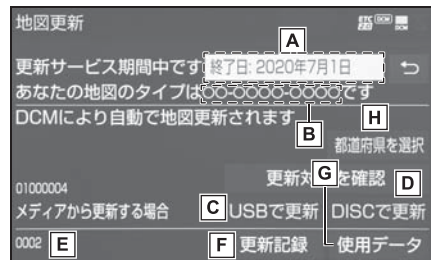 地図更新
ETC DCM
A
更新サービス期間中です 終了日: 2020年7月1日
あなたの地図のタイプは○○-○○○○-○○○○です
B
H
DCMにより自動で地図更新されます
都道府県を選択
G
更新対 を確認
D
01000004
メディアから更新する場合 C USBで更新 DISCで更新
0002 E F 更新記録 使用データ